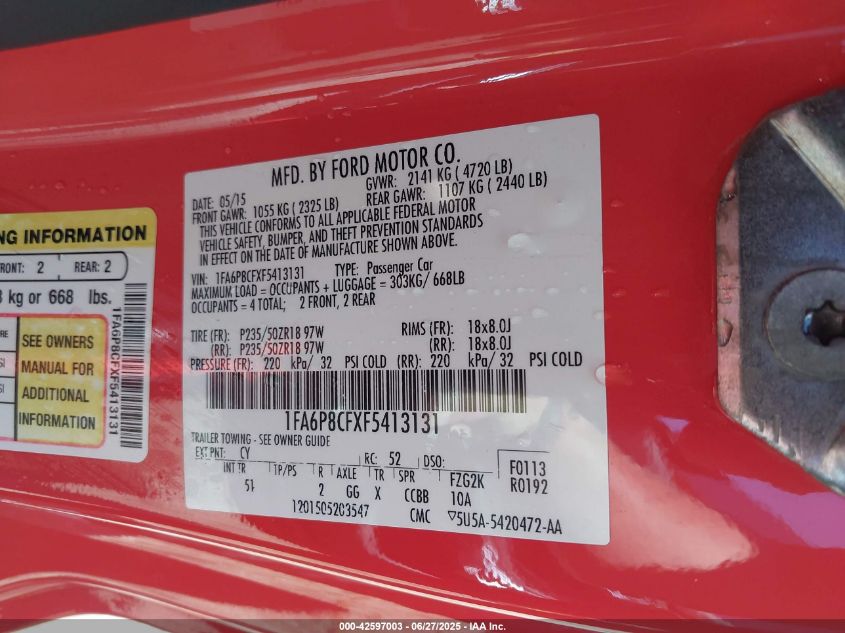 MFD. BY FORD MOTOR CO.
DATE: 05/15 GVWR: 2141 KG ( 4720 LB)
FRONT GAWR: 1055 KG ( 2325 LB) REAR GAWR: 1107 KG ( 2440 LB)
THIS VEHICLE CONFORMS TO ALL APPLICABLE FEDERAL MOTOR
VEHICLE SAFETY, BUMPER, AND THEFT PREVENTION STANDARDS
IN EFFECT ON THE DATE OF MANUFACTURE SHOWN ABOVE.
VIN: 1FA6P8CFXF5413131 TYPE: Passenger Car
MAXIMUM LOAD = OCCUPANTS + LUGGAGE = 303KG/ 668LB
OCCUPANTS = 4 TOTAL; 2 FRONT, 2 REAR
TIRE (FR): P235/50ZR18 97W RIMS (FR): 18x8.0J
(RR): P235/50ZR18 97W (RR): 18x8.0J
PRESSURE (FR): 220 kPa/ 32 PSI COLD (RR): 220 kPa/ 32 PSI COLD
1FA6P8CFXF5413131
TRAILER TOWING - SEE OWNER GUIDE
EXT PNT: CY RC: 52 DSO: F0113
INT TR TP/PS R AXLE TR SPR FZG2K R0192
5 2 GG X CCBB 10A
1201505203547 CMC ▽5U5A-5420472-AA
NG INFORMATION
FRONT: 2 REAR: 2
3 kg or 668 lbs.
SEE OWNERS
MANUAL FOR
ADDITIONAL
INFORMATION
1FA6P8CFXF5413131
000-42597003 — 06/27/2025 — IAA Inc.